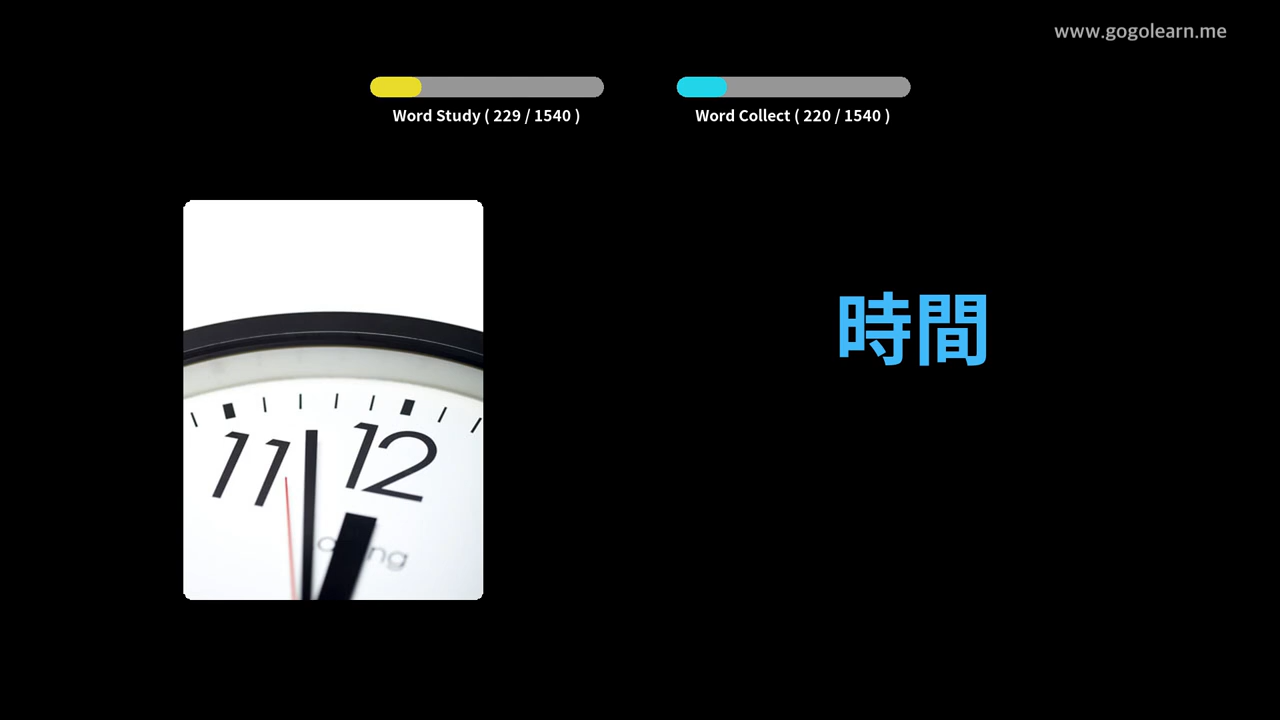 www.gogolearn.me
Word Study ( 229 / 1540 )
Word Collect ( 220 / 1540 )
時間
11
12